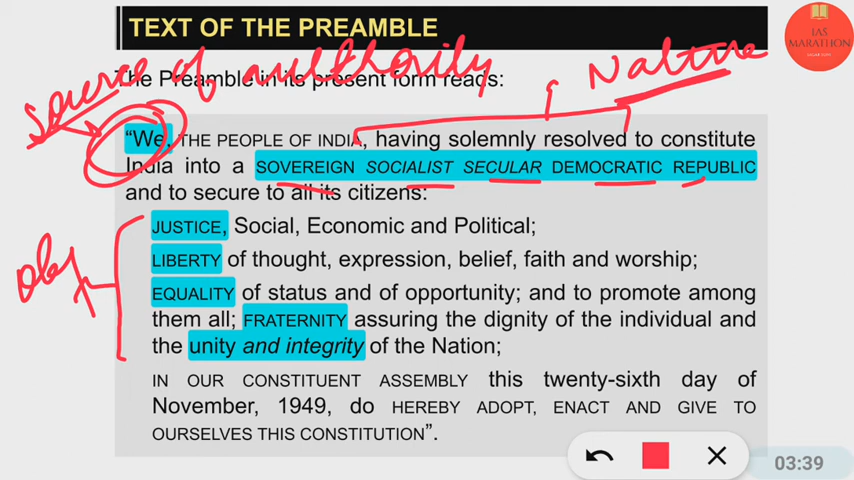 TEXT OF THE PREAMBLE
IAS
MARATHON
source of authority
Nature
The Preamble in its present form reads:
“We, THE PEOPLE OF INDIA, having solemnly resolved to constitute
India into a SOVEREIGN SOCIALIST SECULAR DEMOCRATIC REPUBLIC
and to secure to all its citizens:
Obj
JUSTICE, Social, Economic and Political;
LIBERTY of thought, expression, belief, faith and worship;
EQUALITY of status and of opportunity; and to promote among
them all; FRATERNITY assuring the dignity of the individual and
the unity and integrity of the Nation;
IN OUR CONSTITUENT ASSEMBLY this twenty-sixth day of
November, 1949, do HEREBY ADOPT, ENACT AND GIVE TO
OURSELVES THIS CONSTITUTION”.
03:39